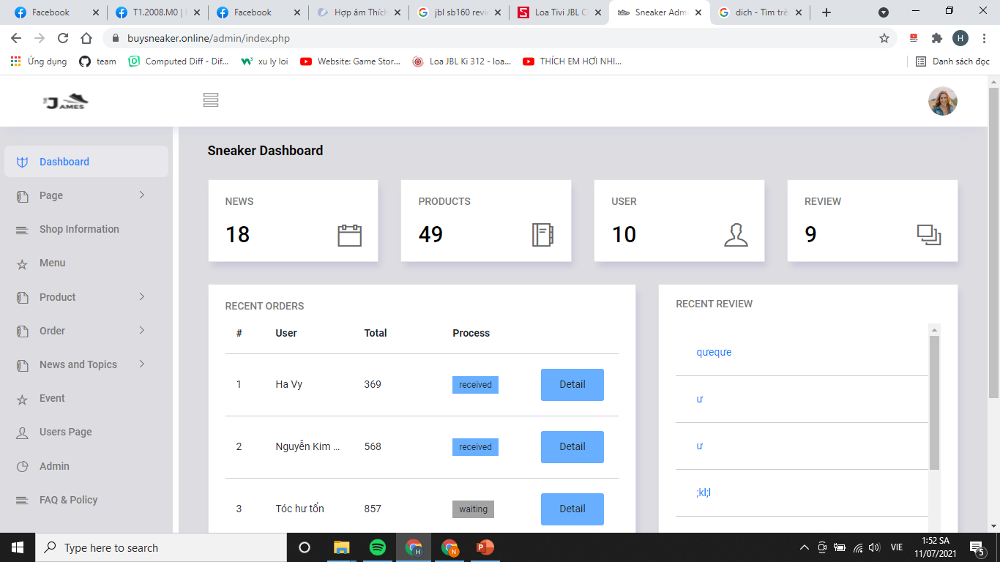 Facebook
T1.2008.M0 |
Facebook
Hợp âm Thích
jbl sb160 revie
Loa Tivi JBL C
Sneaker Adm
dich - Tìm trê
buysneaker.online/admin/index.php
H
Ứng dụng
team
Computed Diff - Dif...
xu ly loi
Website: Game Stor...
Loa JBL Ki 312 - loa...
THÍCH EM HƠI NHI...
Danh sách đọc
JAMES
Sneaker Dashboard
Dashboard
Page
Shop Information
Menu
Product
Order
News and Topics
Event
Users Page
Admin
FAQ & Policy
NEWS
18
PRODUCTS
49
USER
10
REVIEW
9
RECENT ORDERS
# User Total Process
1 Ha Vy 369 received Detail
2 Nguyễn Kim ... 568 received Detail
3 Tóc hư tổn 857 waiting Detail
RECENT REVIEW
qưeqưe
ư
ư
;kl;l
Type here to search
VIE
1:52 SA
11/07/2021
5